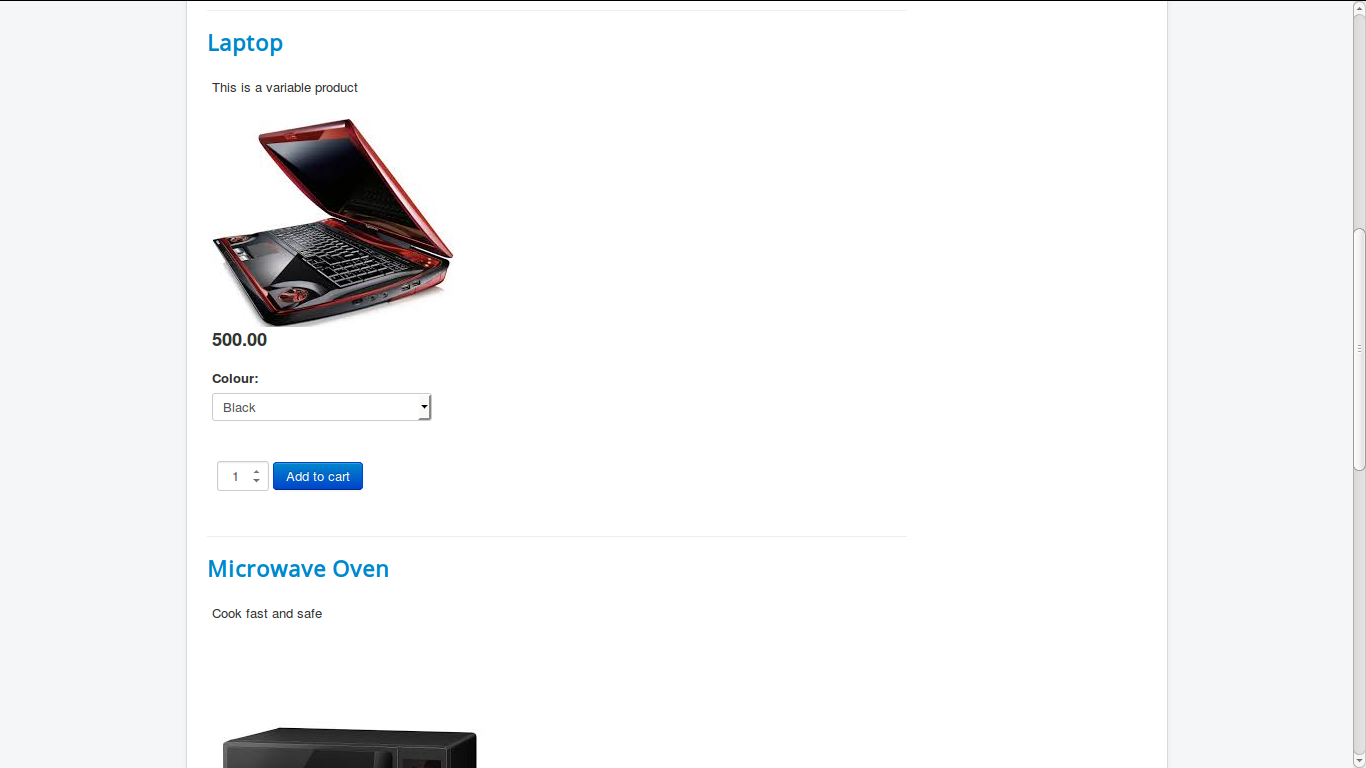 Laptop
This is a variable product
500.00
Colour:
Black
1
Add to cart
Microwave Oven
Cook fast and safe